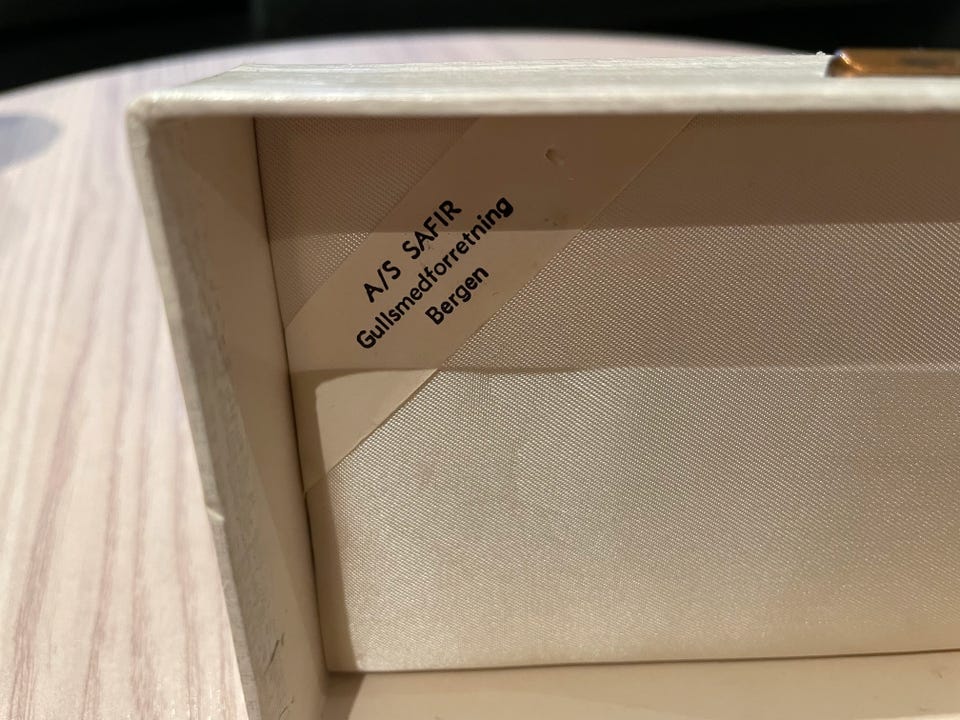 A/S SAFIR
Gullsmedforretning
Bergen